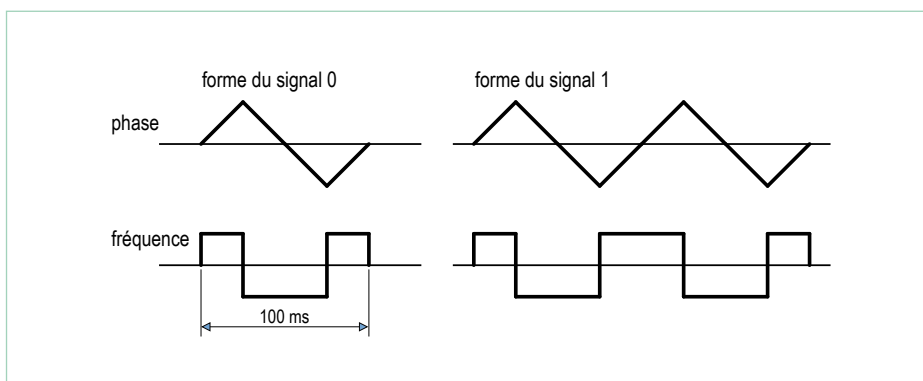 forme du signal 0
forme du signal 1
phase
fréquence
100 ms